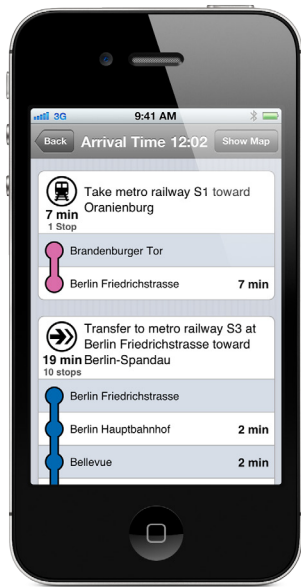 3G 9:41 AM
Back Arrival Time 12:02 Show Map
Take metro railway S1 toward
Oranienburg
7 min
1 Stop
Brandenburger Tor
Berlin Friedrichstrasse 7 min
Transfer to metro railway S3 at
Berlin Friedrichstrasse toward
19 min Berlin-Spandau
10 stops
Berlin Friedrichstrasse
Berlin Hauptbahnhof 2 min
Bellevue 2 min